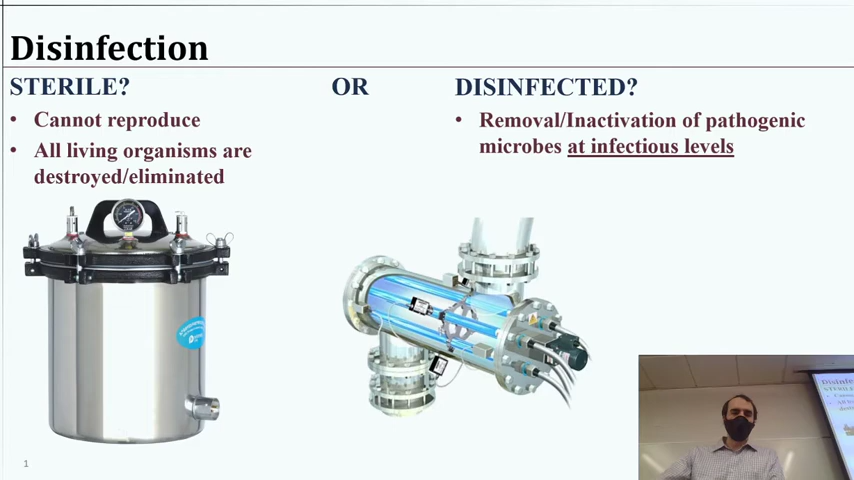 Disinfection
STERILE?
OR
DISINFECTED?
• Cannot reproduce
• All living organisms are
destroyed/eliminated
• Removal/Inactivation of pathogenic
microbes at infectious levels
1